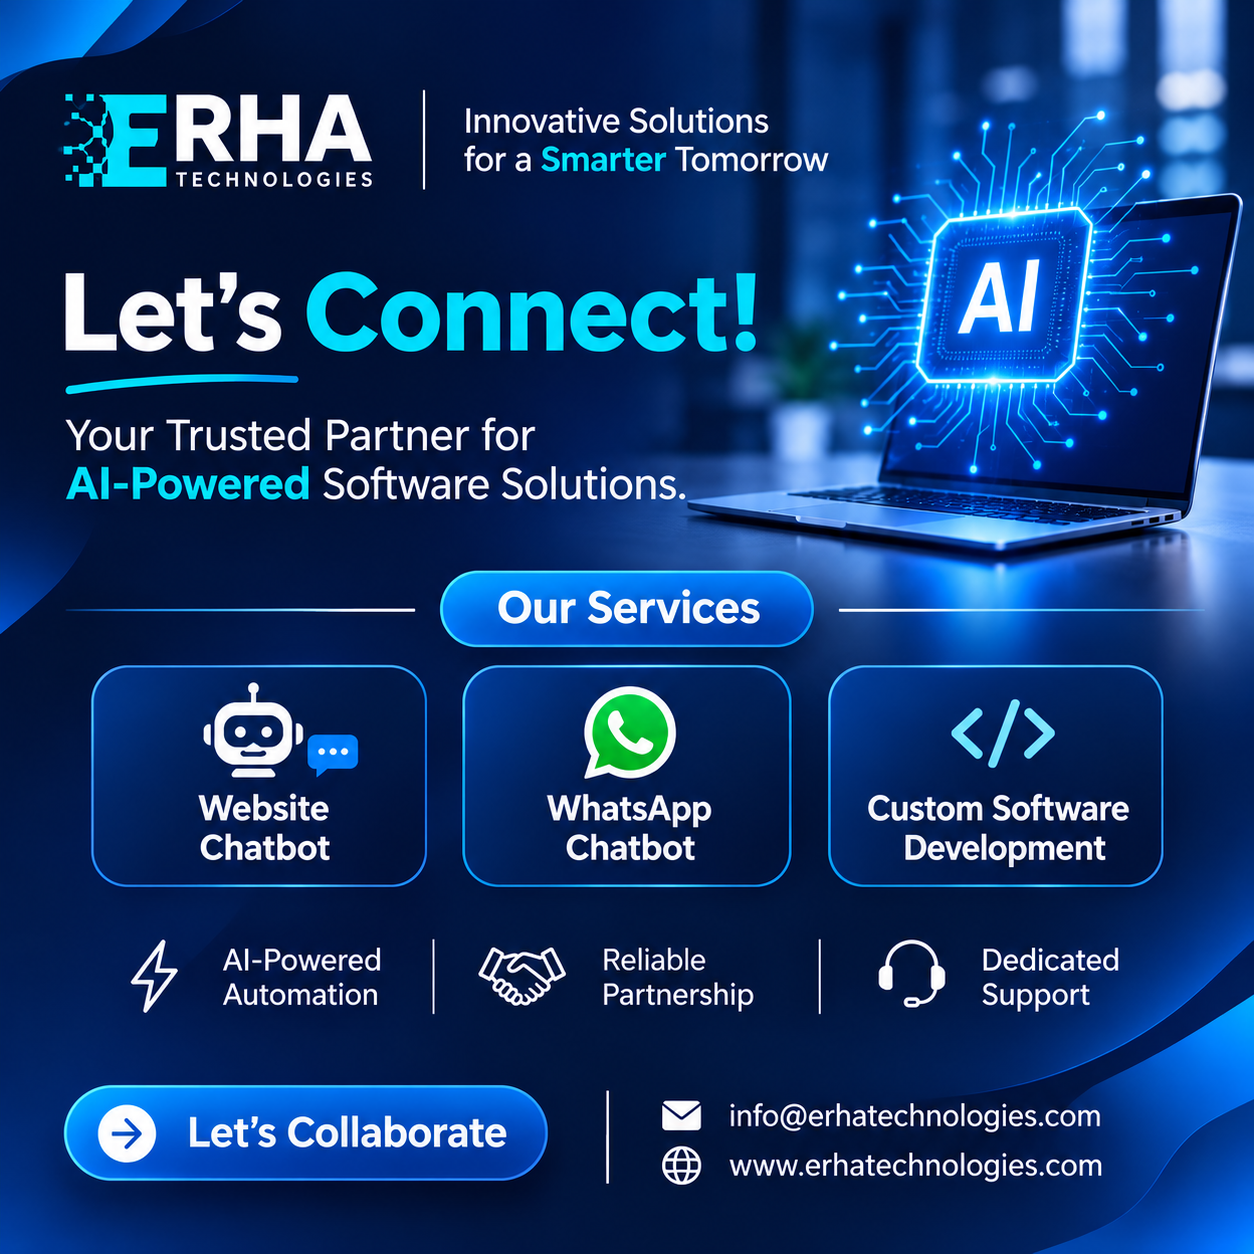 ERHA
TECHNOLOGIES
Innovative Solutions
for a Smarter Tomorrow
Let's Connect!
Your Trusted Partner for
AI-Powered Software Solutions.
AI
Our Services
Website
Chatbot
WhatsApp
Chatbot
Custom Software
Development
AI-Powered
Automation
Reliable
Partnership
Dedicated
Support
Let's Collaborate
info@erhatechnologies.com
www.erhatechnologies.com